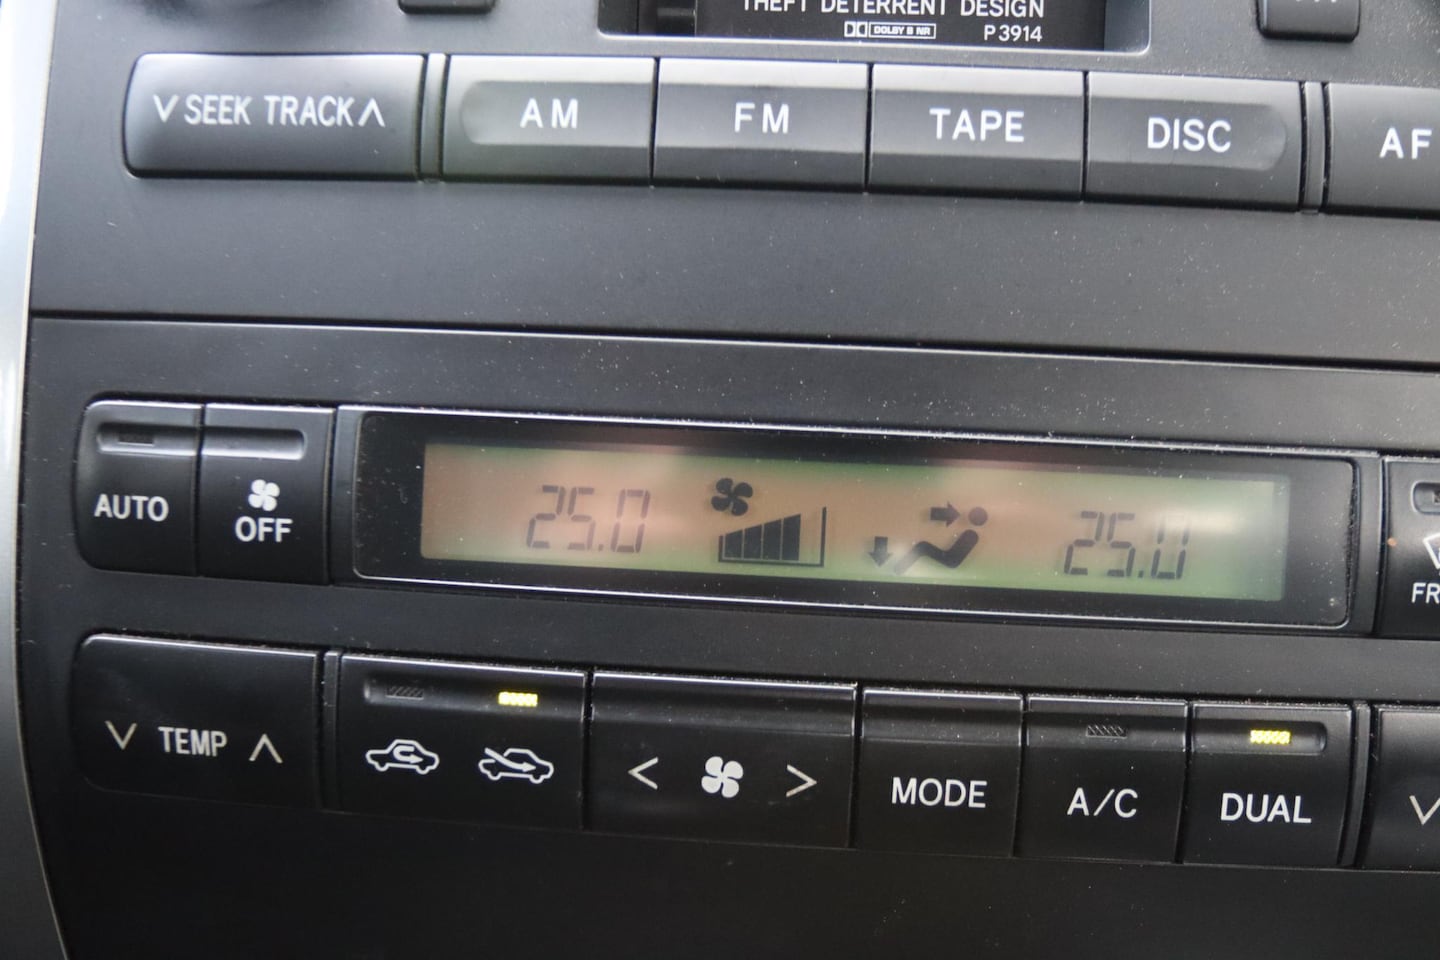 THEFT DETERRENT DESIGN
DOLBY B NR P3914
∨ SEEK TRACK ∧ AM FM TAPE DISC AF
AUTO OFF 25.0 25.0 FR
∨ TEMP ∧ < > MODE A/C DUAL ∨